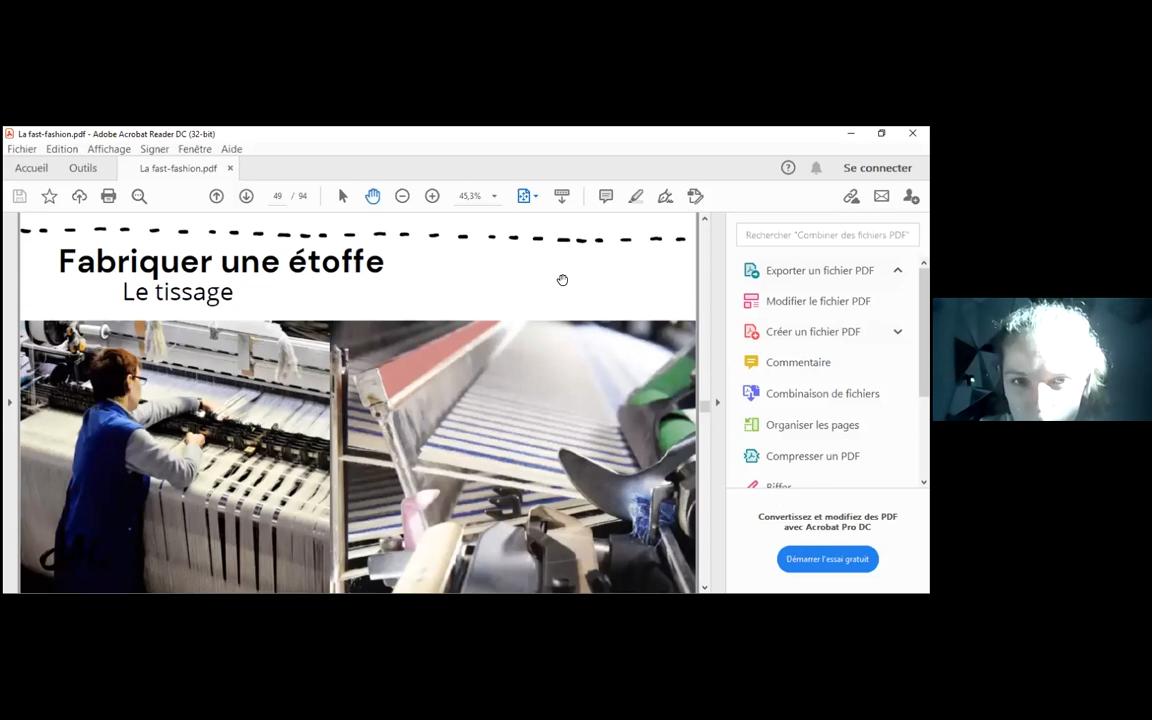 La fast-fashion.pdf - Adobe Acrobat Reader DC (32-bit)
Fichier Edition Affichage Signer Fenêtre Aide
Accueil Outils La fast-fashion.pdf × Se connecter
49 / 94 45,3%
Fabriquer une étoffe
Le tissage
Rechercher "Combiner des fichiers PDF"
Exporter un fichier PDF
Modifier le fichier PDF
Créer un fichier PDF
Commentaire
Combinaison de fichiers
Organiser les pages
Compresser un PDF
Biffer
Convertissez et modifiez des PDF
avec Acrobat Pro DC
Démarrer l'essai gratuit